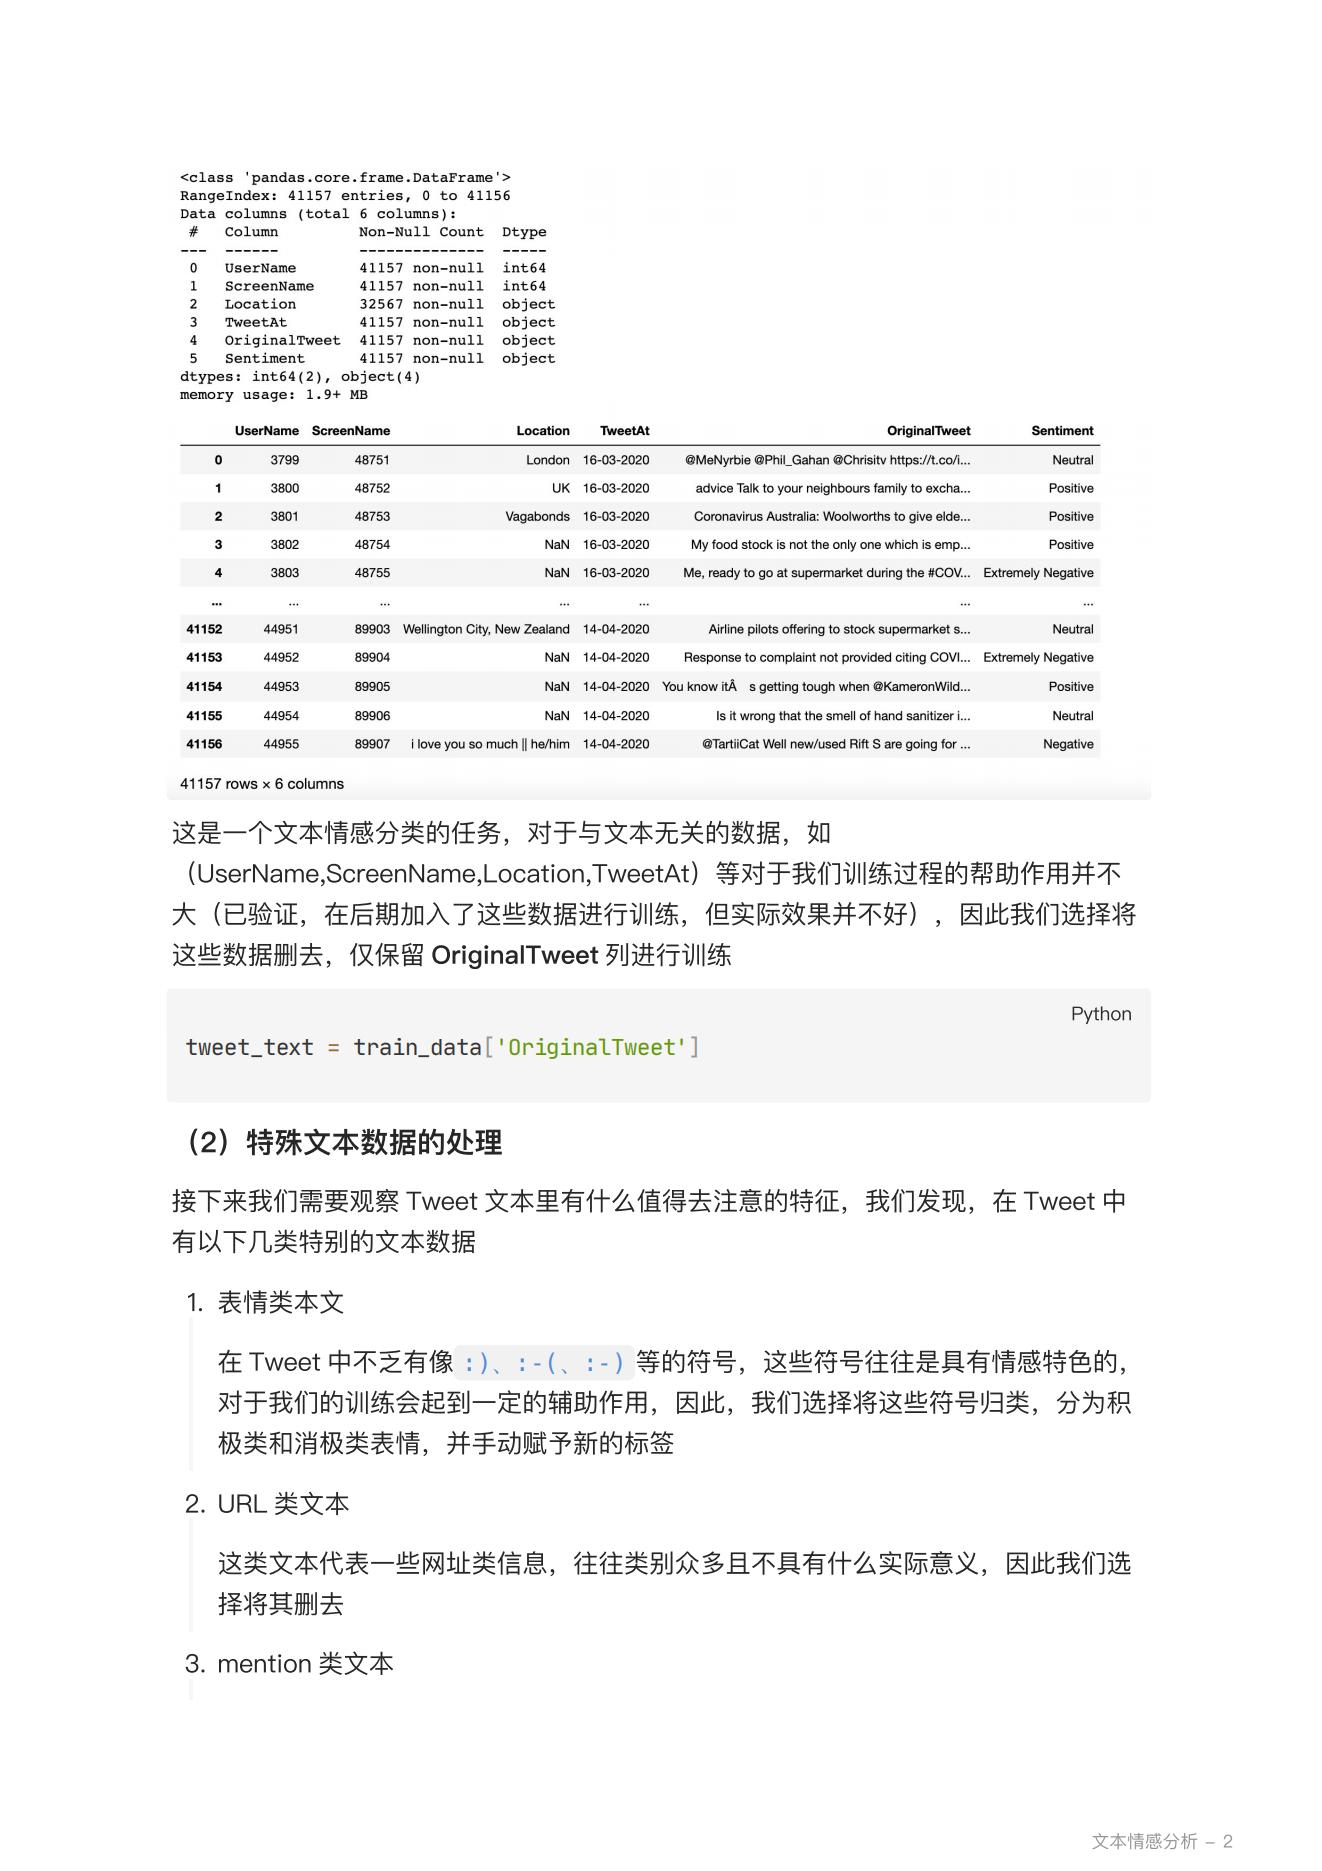 <class 'pandas.core.frame.DataFrame'>
RangeIndex: 41157 entries, 0 to 41156
Data columns (total 6 columns):
 #   Column         Non-Null Count  Dtype
---  ------         --------------  -----
 0   UserName       41157 non-null  int64
 1   ScreenName     41157 non-null  int64
 2   Location       32567 non-null  object
 3   TweetAt        41157 non-null  object
 4   OriginalTweet  41157 non-null  object
 5   Sentiment      41157 non-null  object
dtypes: int64(2), object(4)
memory usage: 1.9+ MB
UserName ScreenName Location TweetAt OriginalTweet Sentiment
0 3799 48751 London 16-03-2020 @MeNyrbie @Phil_Gahan @Chrisitv https://t.co/i... Neutral
1 3800 48752 UK 16-03-2020 advice Talk to your neighbours family to excha... Positive
2 3801 48753 Vagabonds 16-03-2020 Coronavirus Australia: Woolworths to give elde... Positive
3 3802 48754 NaN 16-03-2020 My food stock is not the only one which is emp... Positive
4 3803 48755 NaN 16-03-2020 Me, ready to go at supermarket during the #COV... Extremely Negative
... ... ... ... ... ... ...
41152 44951 89903 Wellington City, New Zealand 14-04-2020 Airline pilots offering to stock supermarket s... Neutral
41153 44952 89904 NaN 14-04-2020 Response to complaint not provided citing COVI... Extremely Negative
41154 44953 89905 NaN 14-04-2020 You know itÂ s getting tough when @KameronWild... Positive
41155 44954 89906 NaN 14-04-2020 Is it wrong that the smell of hand sanitizer i... Neutral
41156 44955 89907 i love you so much || he/him 14-04-2020 @TartiiCat Well new/used Rift S are going for ... Negative
41157 rows × 6 columns
这是一个文本情感分类的任务，对于与文本无关的数据，如
（UserName,ScreenName,Location,TweetAt）等对于我们训练过程的帮助作用并不
大（已验证，在后期加入了这些数据进行训练，但实际效果并不好），因此我们选择将
这些数据删去，仅保留 OriginalTweet 列进行训练
Python
tweet_text = train_data['OriginalTweet']
（2）特殊文本数据的处理
接下来我们需要观察 Tweet 文本里有什么值得去注意的特征，我们发现，在 Tweet 中
有以下几类特别的文本数据
1. 表情类本文
在 Tweet 中不乏有像 :)、:-(、:-) 等的符号，这些符号往往是具有情感特色的，
对于我们的训练会起到一定的辅助作用，因此，我们选择将这些符号归类，分为积
极类和消极类表情，并手动赋予新的标签
2. URL 类文本
这类文本代表一些网址类信息，往往类别众多且不具有什么实际意义，因此我们选
择将其删去
3. mention 类文本
文本情感分析 – 2